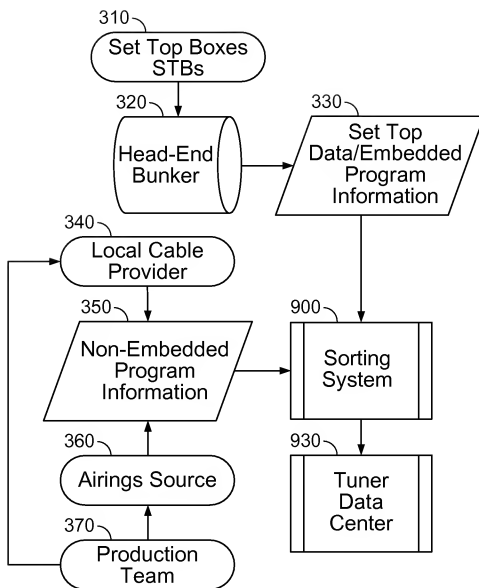 310
Set Top Boxes
STBs
320
Head-End
Bunker
330
Set Top
Data/Embedded
Program
Information
340
Local Cable
Provider
350
Non-Embedded
Program
Information
900
Sorting
System
360
Airings Source
930
Tuner
Data
Center
370
Production
Team